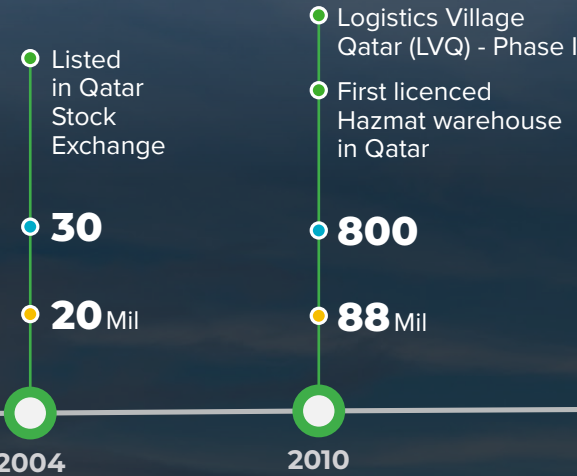 Listed
in Qatar
Stock
Exchange
30
20 Mil
2004
Logistics Village
Qatar (LVQ) - Phase I
First licenced
Hazmat warehouse
in Qatar
800
88 Mil
2010